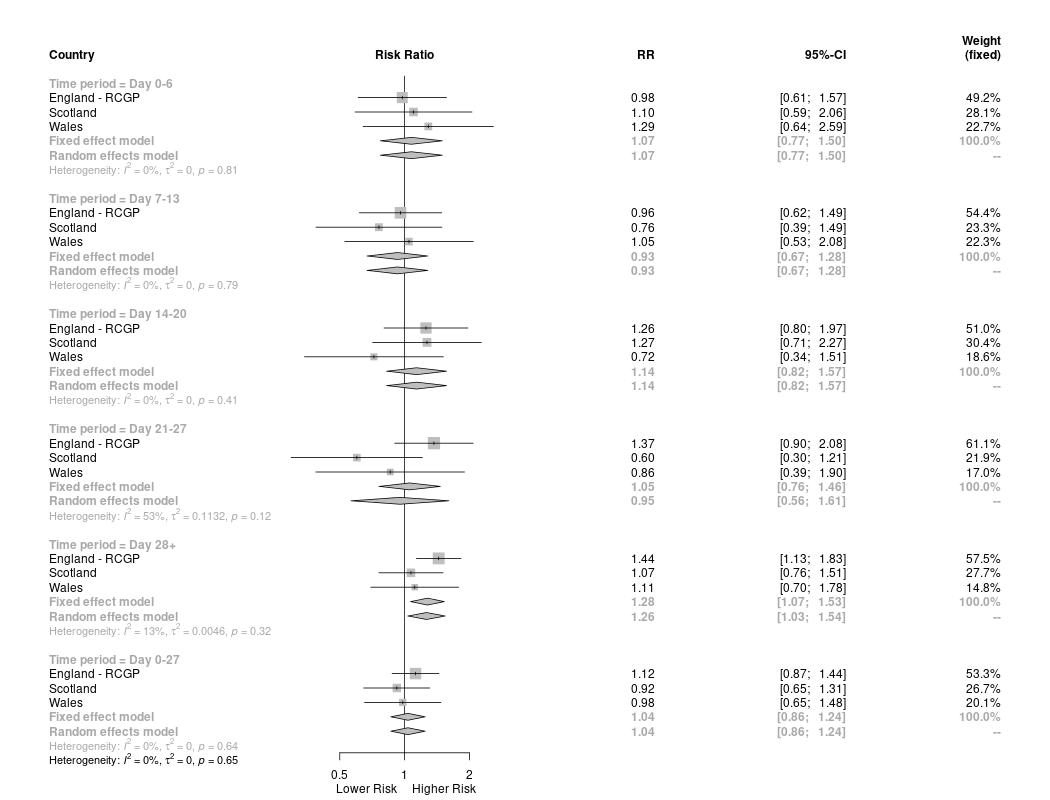 Weight
Country Risk Ratio RR 95%-CI (fixed)
Time period = Day 0-6
England - RCGP 0.98 [0.61; 1.57] 49.2%
Scotland 1.10 [0.59; 2.06] 28.1%
Wales 1.29 [0.64; 2.59] 22.7%
Fixed effect model 1.07 [0.77; 1.50] 100.0%
Random effects model 1.07 [0.77; 1.50] --
Heterogeneity: I² = 0%, τ² = 0, p = 0.81
Time period = Day 7-13
England - RCGP 0.96 [0.62; 1.49] 54.4%
Scotland 0.76 [0.39; 1.49] 23.3%
Wales 1.05 [0.53; 2.08] 22.3%
Fixed effect model 0.93 [0.67; 1.28] 100.0%
Random effects model 0.93 [0.67; 1.28] --
Heterogeneity: I² = 0%, τ² = 0, p = 0.79
Time period = Day 14-20
England - RCGP 1.26 [0.80; 1.97] 51.0%
Scotland 1.27 [0.71; 2.27] 30.4%
Wales 0.72 [0.34; 1.51] 18.6%
Fixed effect model 1.14 [0.82; 1.57] 100.0%
Random effects model 1.14 [0.82; 1.57] --
Heterogeneity: I² = 0%, τ² = 0, p = 0.41
Time period = Day 21-27
England - RCGP 1.37 [0.90; 2.08] 61.1%
Scotland 0.60 [0.30; 1.21] 21.9%
Wales 0.86 [0.39; 1.90] 17.0%
Fixed effect model 1.05 [0.76; 1.46] 100.0%
Random effects model 0.95 [0.56; 1.61] --
Heterogeneity: I² = 53%, τ² = 0.1132, p = 0.12
Time period = Day 28+
England - RCGP 1.44 [1.13; 1.83] 57.5%
Scotland 1.07 [0.76; 1.51] 27.7%
Wales 1.11 [0.70; 1.78] 14.8%
Fixed effect model 1.28 [1.07; 1.53] 100.0%
Random effects model 1.26 [1.03; 1.54] --
Heterogeneity: I² = 13%, τ² = 0.0046, p = 0.32
Time period = Day 0-27
England - RCGP 1.12 [0.87; 1.44] 53.3%
Scotland 0.92 [0.65; 1.31] 26.7%
Wales 0.98 [0.65; 1.48] 20.1%
Fixed effect model 1.04 [0.86; 1.24] 100.0%
Random effects model 1.04 [0.86; 1.24] --
Heterogeneity: I² = 0%, τ² = 0, p = 0.64
Heterogeneity: I² = 0%, τ² = 0, p = 0.65
0.5 1 2
Lower Risk Higher Risk